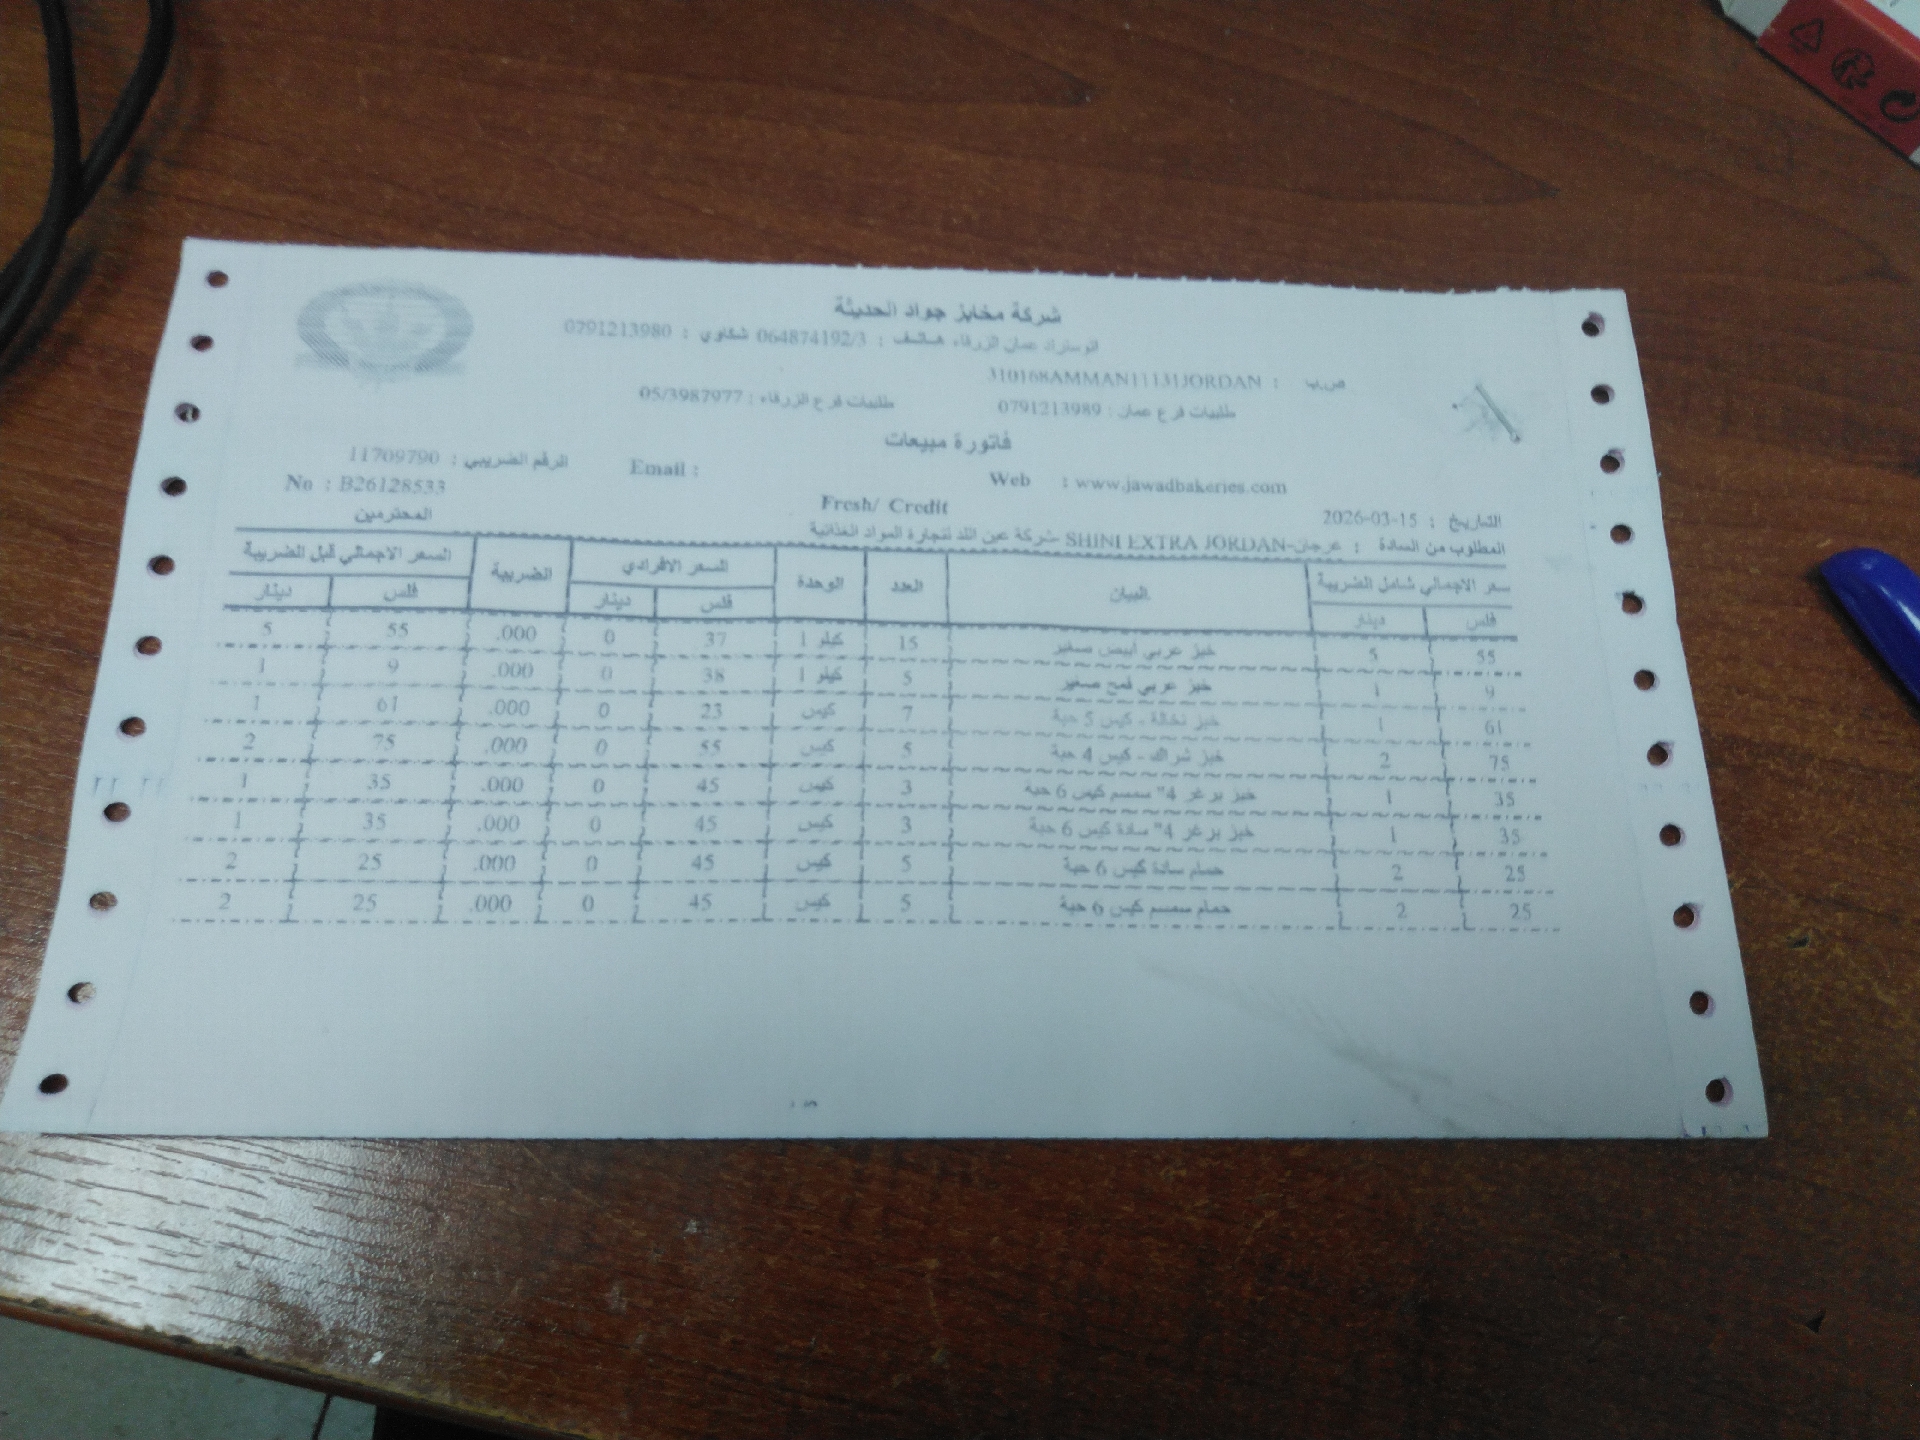 شركة مخابز جواد الحديثة
اتوستراد عمان الزرقاء هاتف : 064874192/3 شكاوي : 0791213980
ص.ب : 310168AMMAN11131JORDAN
طلبيات فرع عمان : 0791213989 طلبيات فرع الزرقاء : 05/3987977
فاتورة مبيعات
Web : www.jawadbakeries.com Email : الرقم الضريبي : 11709790
No : B26128533
التاريخ : 2026-03-15 Fresh/ Credit المحترمين
المطلوب من السادة : عرجان-SHINI EXTRA JORDAN شركة عين اللد لتجارة المواد الغذائية
سعر الاجمالي شامل الضريبة البيان العدد الوحدة السعر الافرادي الضريبة السعر الاجمالي قبل الضريبة
فلس دينار فلس دينار فلس دينار
55 5 خبز عربي ابيض صغير 15 كيلو 1 37 0 .000 55 5
9 1 خبز عربي قمح صغير 5 كيلو 1 38 0 .000 9 1
61 1 خبز نخالة - كيس 5 حبة 7 كيس 23 0 .000 61 1
75 2 خبز شراك - كيس 4 حبة 5 كيس 55 0 .000 75 2
35 1 خبز برغر 4" سمسم كيس 6 حبة 3 كيس 45 0 .000 35 1
35 1 خبز برغر 4" سادة كيس 6 حبة 3 كيس 45 0 .000 35 1
25 2 حمام سادة كيس 6 حبة 5 كيس 45 0 .000 25 2
25 2 حمام سمسم كيس 6 حبة 5 كيس 45 0 .000 25 2